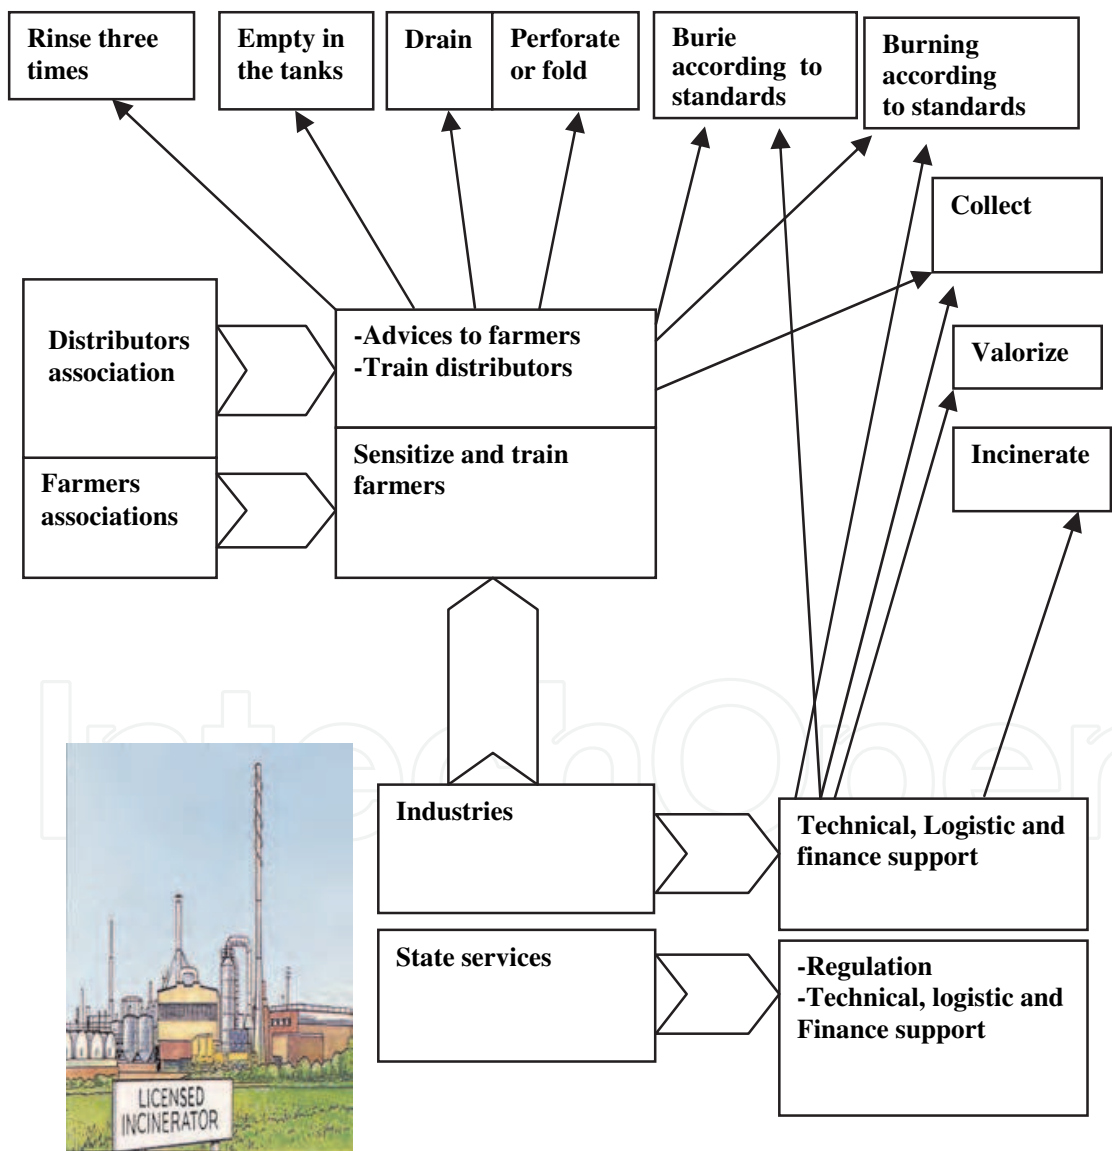 Rinse three
times
Empty in
the tanks
Drain
Perforate
or fold
Burie
according to
standards
Burning
according
to standards
Collect
Distributors
association
-Advices to farmers
-Train distributors
Valorize
Farmers
associations
Sensitize and train
farmers
Incinerate
IntechOpen
Industries
Technical, Logistic and
finance support
State services
-Regulation
-Technical, logistic and
Finance support
LICENSED
INCINERATOR